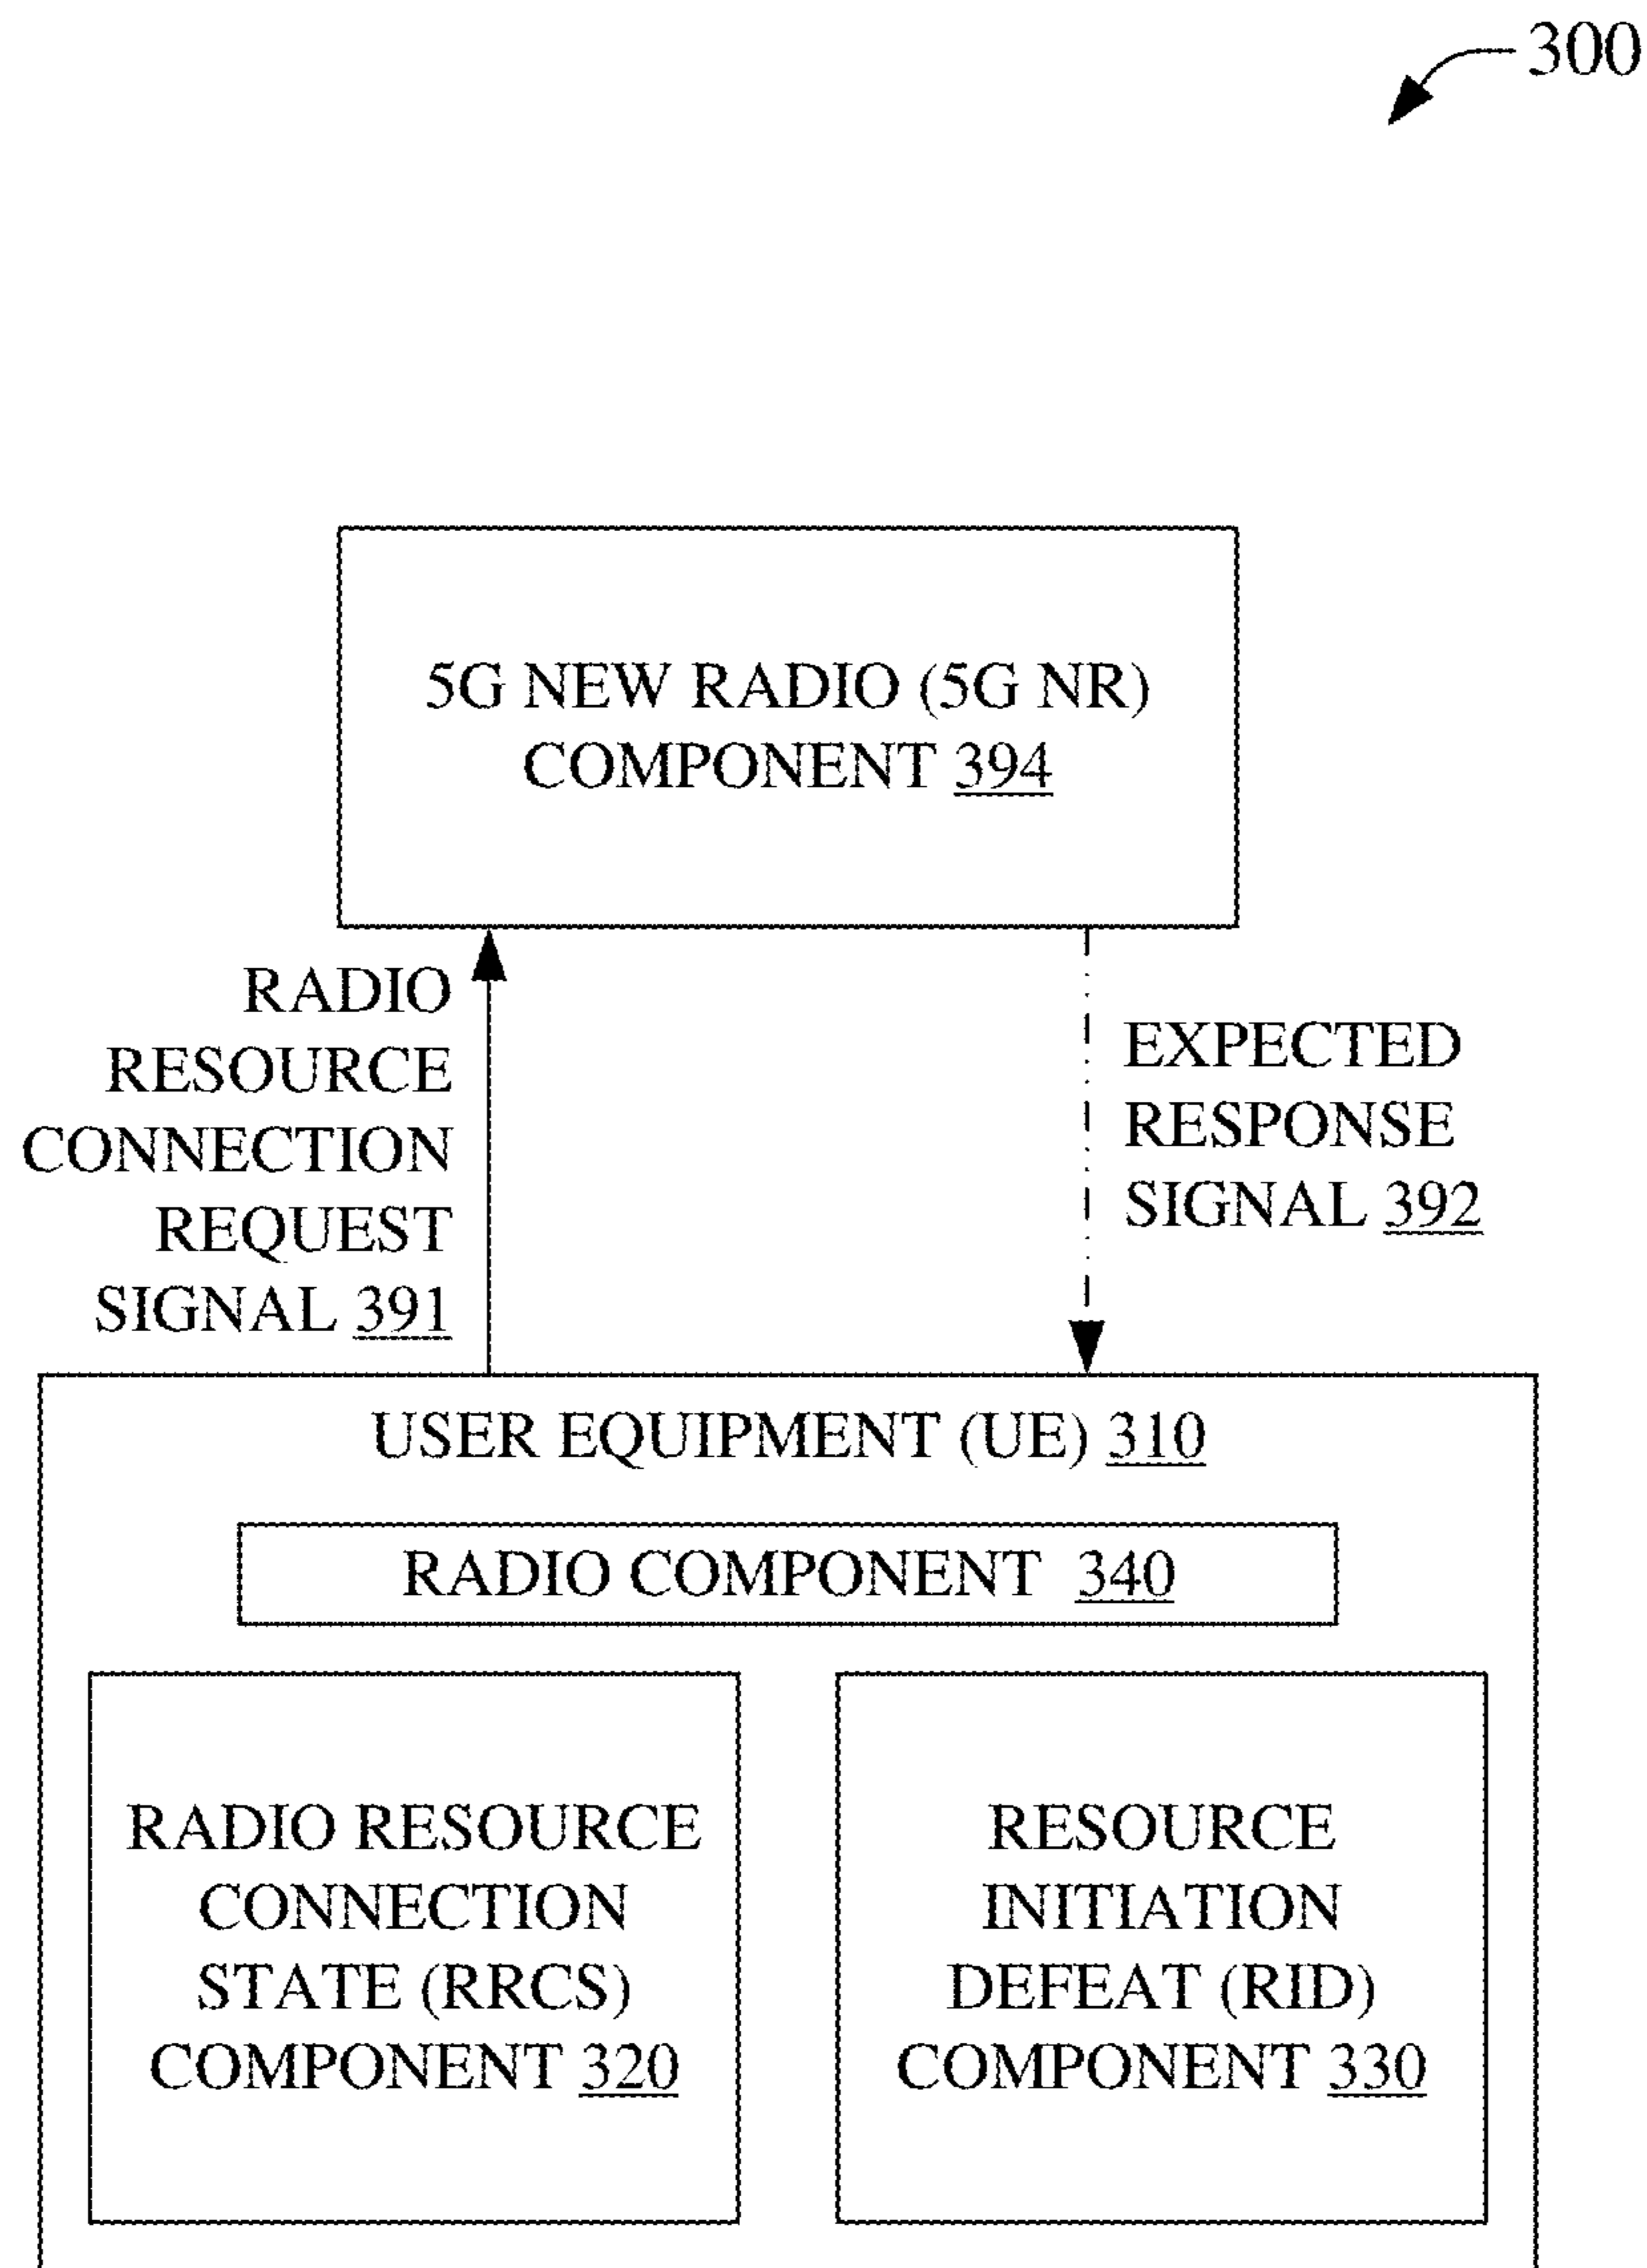 300
5G NEW RADIO (5G NR)
COMPONENT 394
RADIO
RESOURCE
CONNECTION
REQUEST
SIGNAL 391
EXPECTED
RESPONSE
SIGNAL 392
USER EQUIPMENT (UE) 310
RADIO COMPONENT 340
RADIO RESOURCE
CONNECTION
STATE (RRCS)
COMPONENT 320
RESOURCE
INITIATION
DEFEAT (RID)
COMPONENT 330